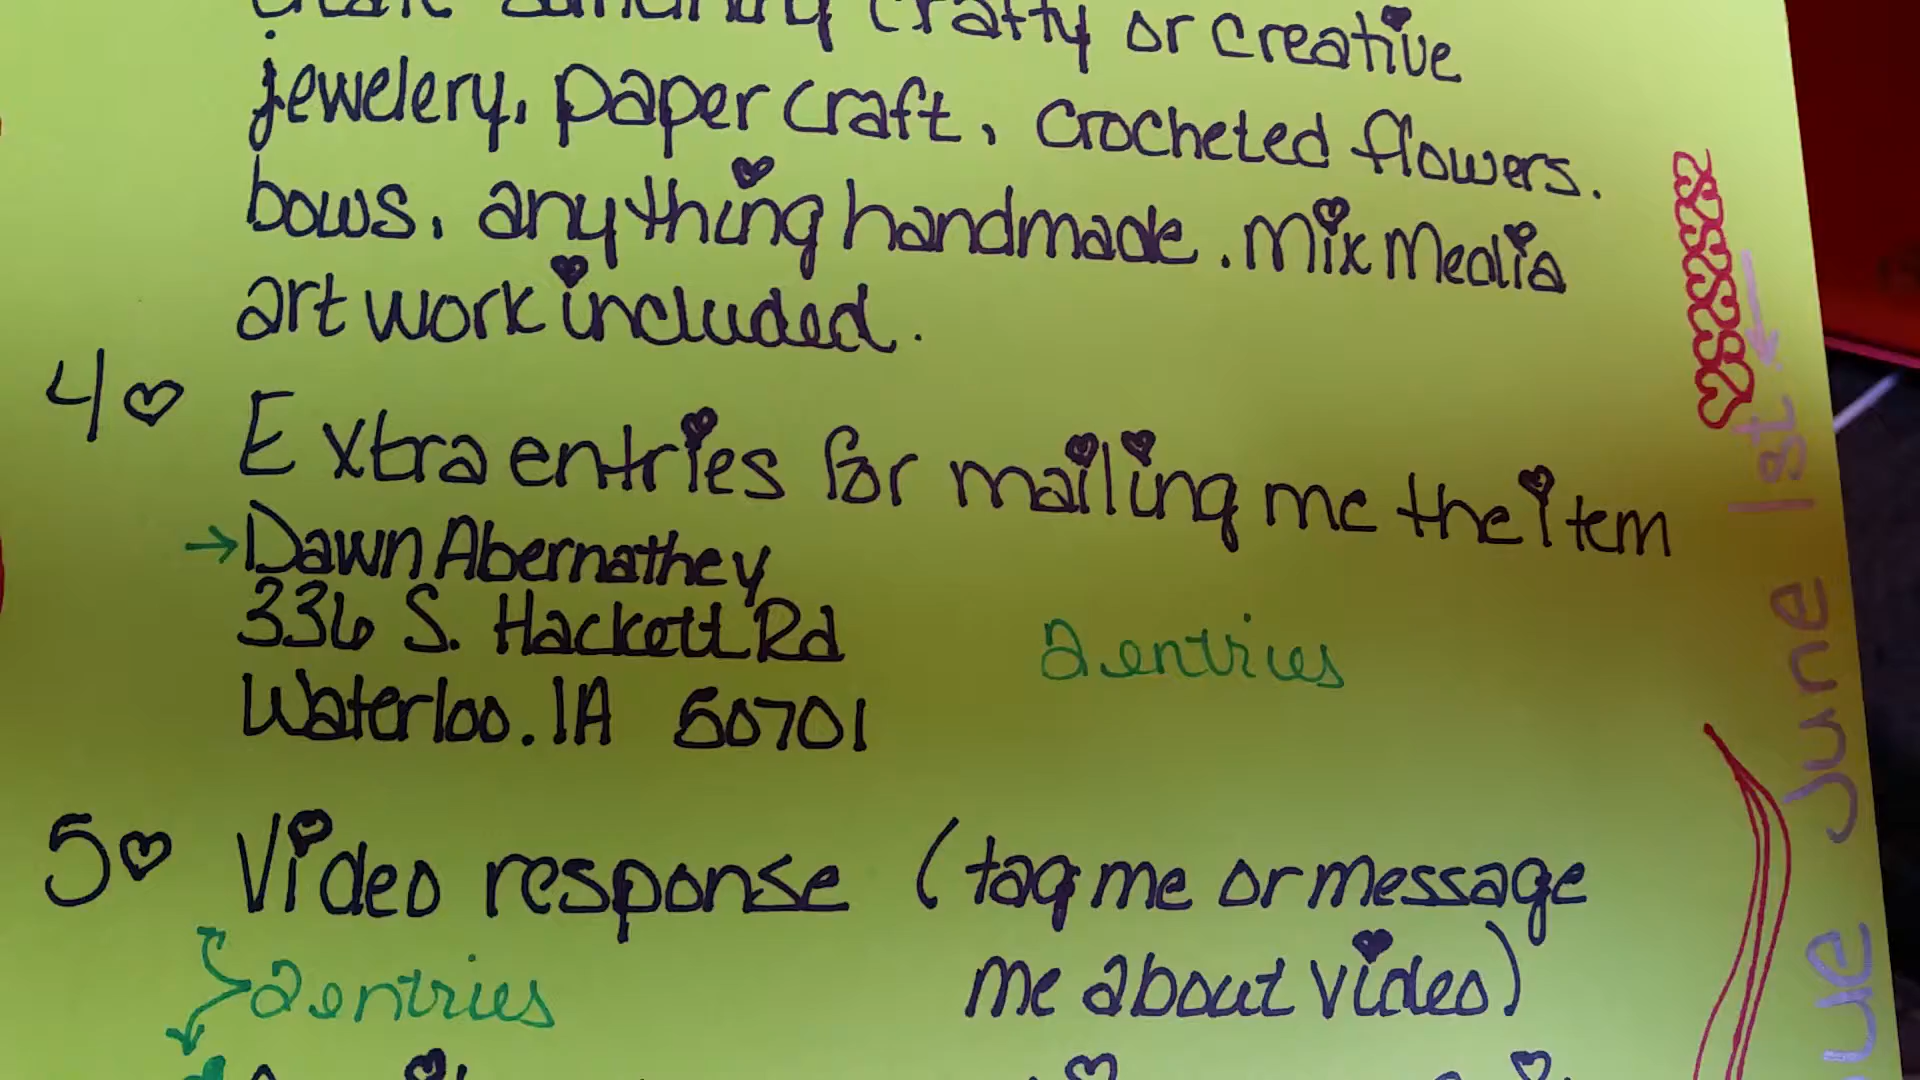 crafty or creative
jewelery, paper craft, crocheted flowers.
bows, anything handmade. Mix Media
art work included.
4 Extra entries for mailing me the item
→ Dawn Abernathey
336 S. Hackett Rd
2 entries
Waterloo. IA 50701
5 Video response (tag me or message
me about video)
2 entries
June 1st